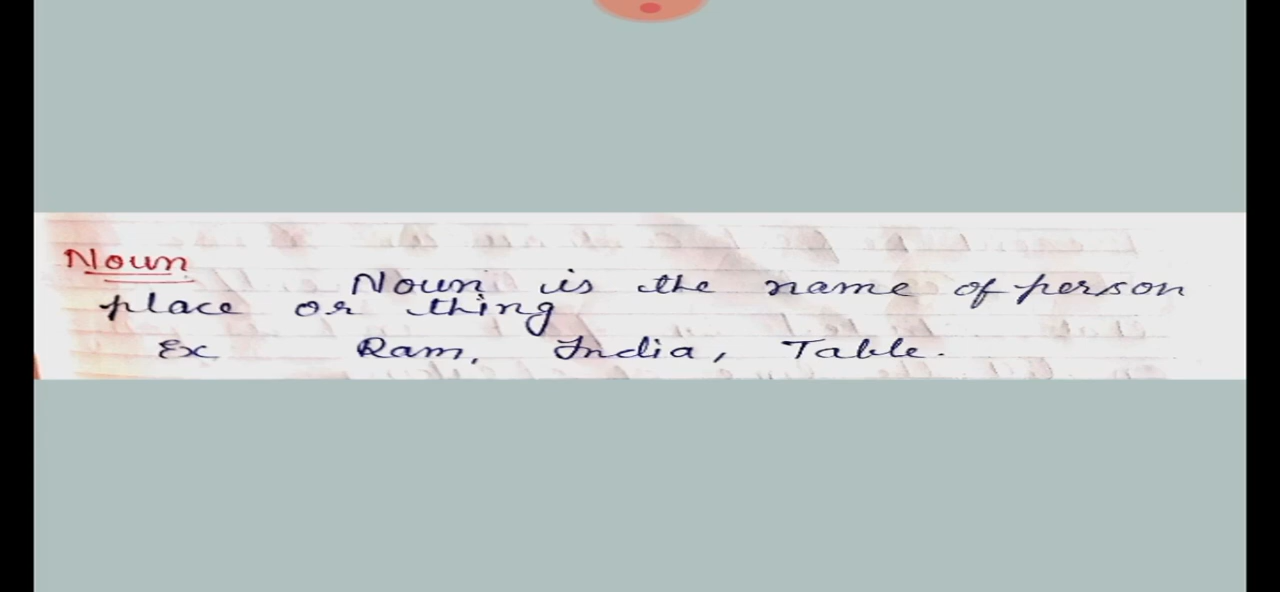 Noun
Noun is the name of person
place or thing
Ex Ram, India, Table.